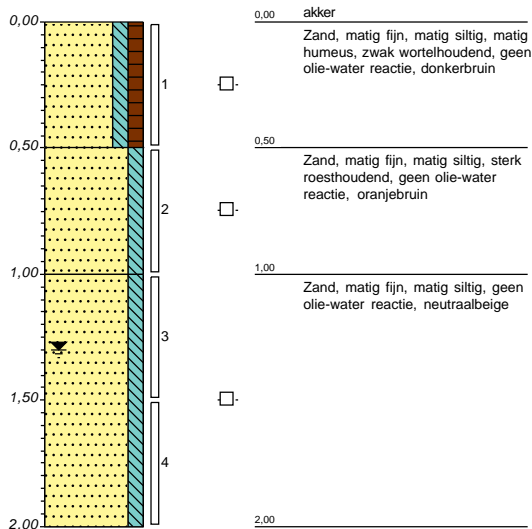 0,00
0,50
1,00
1,50
2,00
1
2
3
4
0,00
akker
Zand, matig fijn, matig siltig, matig
humeus, zwak wortelhoudend, geen
olie-water reactie, donkerbruin
0,50
Zand, matig fijn, matig siltig, sterk
roesthoudend, geen olie-water
reactie, oranjebruin
1,00
Zand, matig fijn, matig siltig, geen
olie-water reactie, neutraalbeige
2,00